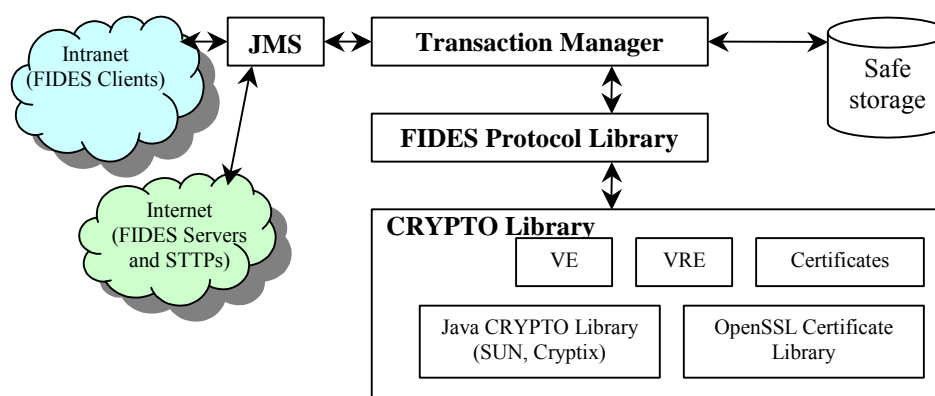 Intranet
(FIDES Clients)
JMS
Transaction Manager
Safe
storage
FIDES Protocol Library
Internet
(FIDES Servers
and STTPs)
CRYPTO Library
VE
VRE
Certificates
Java CRYPTO Library
(SUN, Cryptix)
OpenSSL Certificate
Library